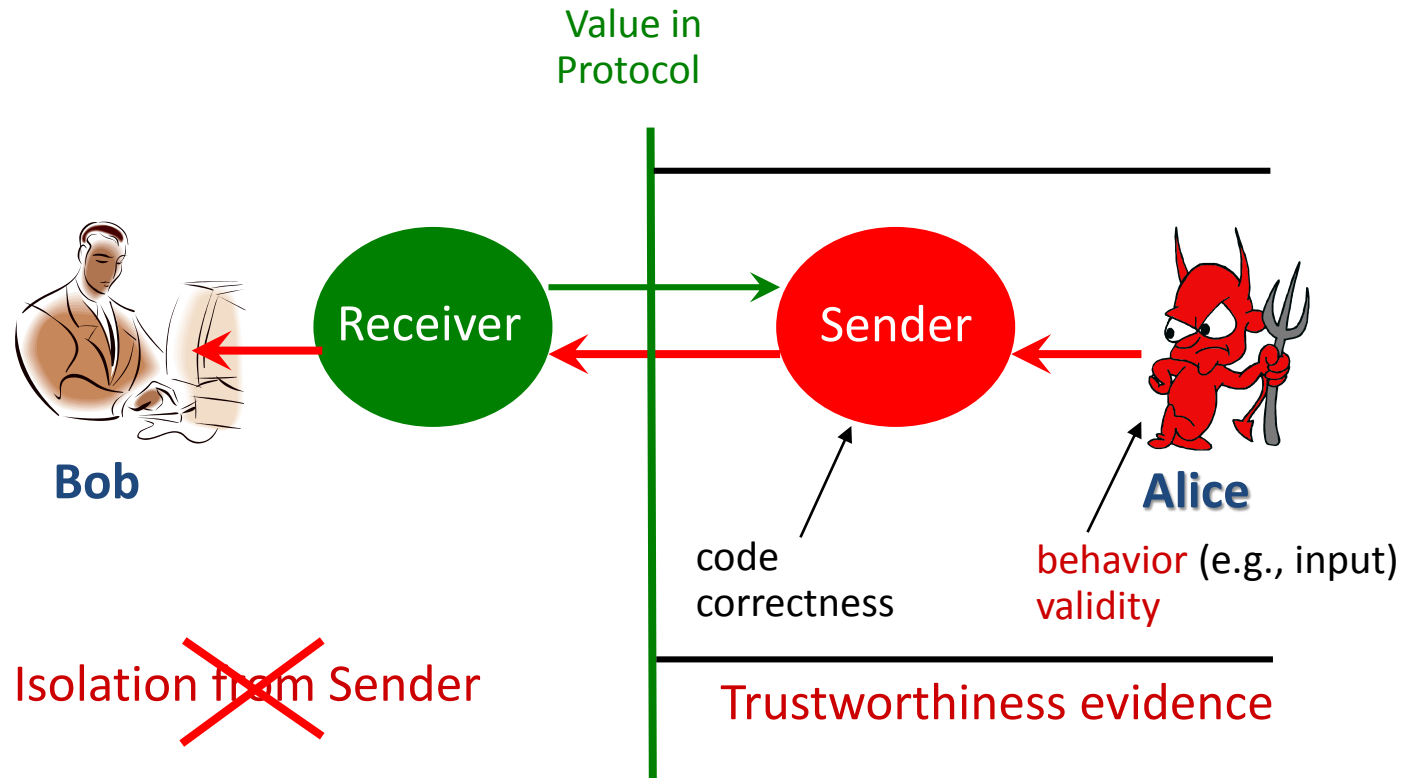 Value in
Protocol
Receiver
Sender
Bob
Alice
code
correctness
behavior (e.g., input)
validity
Isolation from Sender
Trustworthiness evidence